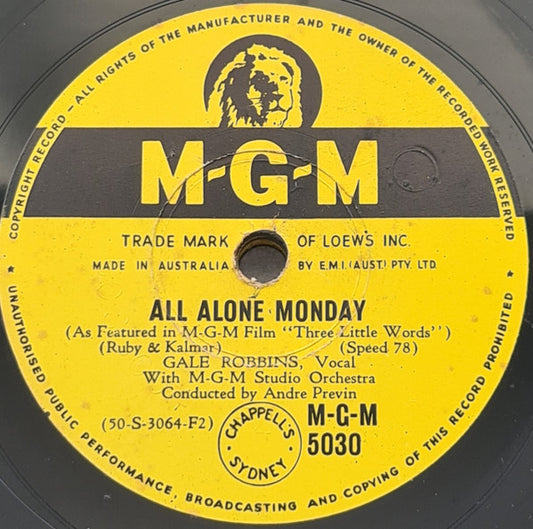 COPYRIGHT RECORD — ALL RIGHTS OF THE MANUFACTURER AND THE OWNER OF THE RECORDED WORK RESERVED
M-G-M
TRADE MARK OF LOEWS INC.
MADE IN AUSTRALIA BY E.M.I.(AUST.) PTY. LTD.
ALL ALONE MONDAY
(As Featured in M-G-M Film "Three Little Words")
(Ruby & Kalmar) (Speed 78)
GALE ROBBINS, Vocal
With M-G-M Studio Orchestra
Conducted by Andre Previn
(50-S-3064-F2)
CHAPPELL'S
SYDNEY
M-G-M
5030
★ UNAUTHORISED PUBLIC PERFORMANCE, BROADCASTING AND COPYING OF THIS RECORD PROHIBITED ★